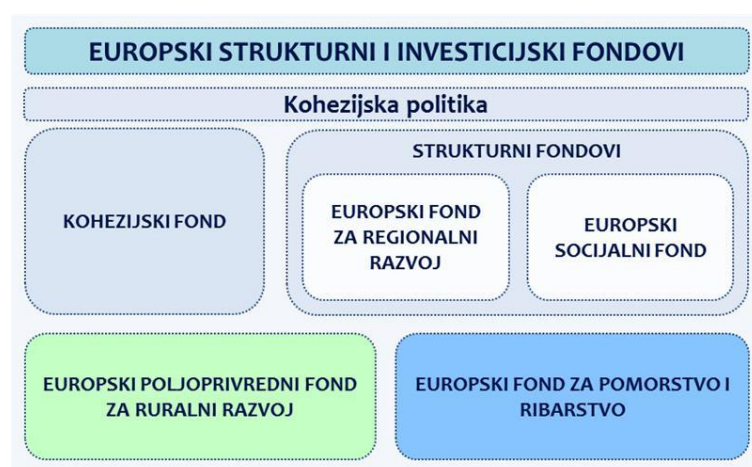 EUROPSKI STRUKTURNI I INVESTICIJSKI FONDOVI
Kohezijska politika
KOHEZIJSKI FOND
STRUKTURNI FONDOVI
EUROPSKI FOND
ZA REGIONALNI
RAZVOJ
EUROPSKI
SOCIJALNI FOND
EUROPSKI POLJOPRIVREDNI FOND
ZA RURALNI RAZVOJ
EUROPSKI FOND ZA POMORSTVO I
RIBARSTVO